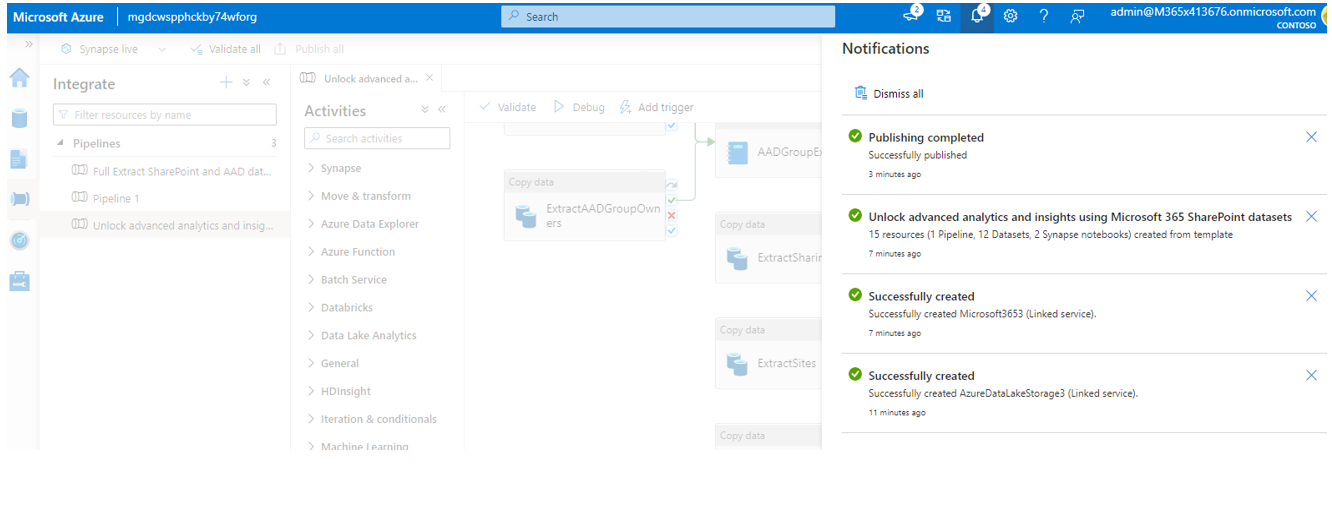 Microsoft Azure
mgdcwspphckby74wforg
Search
2
4
admin@M365x413676.onmicrosoft.com
CONTOSO
Synapse live
Validate all
Publish all
Integrate
Filter resources by name
Pipelines
3
Full Extract SharePoint and AAD dat...
Pipeline 1
Unlock advanced analytics and insig...
Unlock advanced a...
Activities
Search activities
Synapse
Move & transform
Azure Data Explorer
Azure Function
Batch Service
Databricks
Data Lake Analytics
General
HDInsight
Iteration & conditionals
Machine Learning
Validate
Debug
Add trigger
Copy data
ExtractAADGroupOwn
ers
AADGroupEx
Copy data
ExtractSharin
Copy data
ExtractSites
Copy data
Notifications
Dismiss all
Publishing completed
Successfully published
3 minutes ago
Unlock advanced analytics and insights using Microsoft 365 SharePoint datasets
15 resources (1 Pipeline, 12 Datasets, 2 Synapse notebooks) created from template
7 minutes ago
Successfully created
Successfully created Microsoft3653 (Linked service).
7 minutes ago
Successfully created
Successfully created AzureDataLakeStorage3 (Linked service).
11 minutes ago